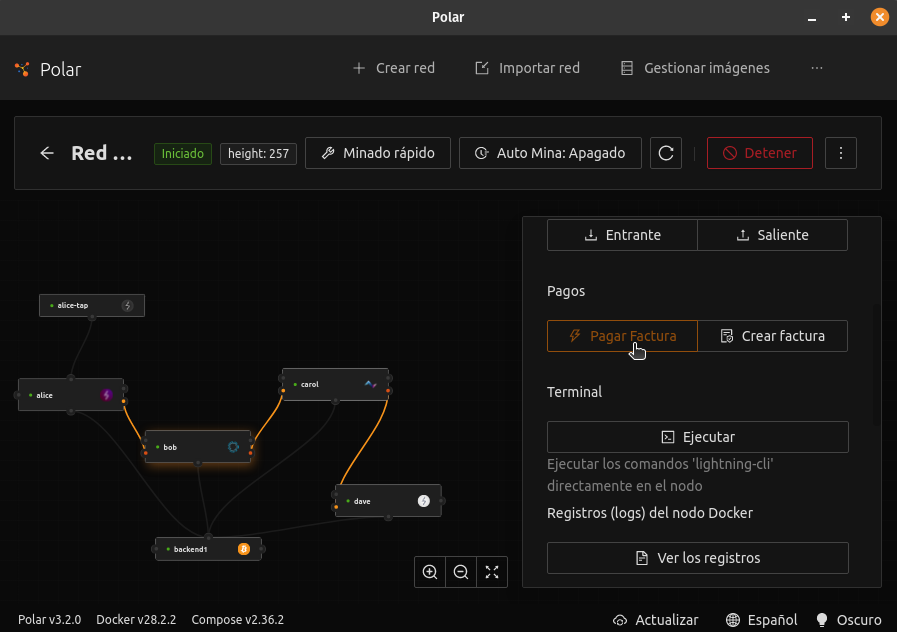 Polar
Polar
Crear red
Importar red
Gestionar imágenes
Red ...
Iniciado
height: 257
Minado rápido
Auto Mina: Apagado
Detener
Entrante
Saliente
Pagos
Pagar Factura
Crear factura
Terminal
Ejecutar
Ejecutar los comandos 'lightning-cli'
directamente en el nodo
Registros (logs) del nodo Docker
Ver los registros
alice-tap
alice
bob
carol
dave
backend1
Polar v3.2.0
Docker v28.2.2
Compose v2.36.2
Actualizar
Español
Oscuro